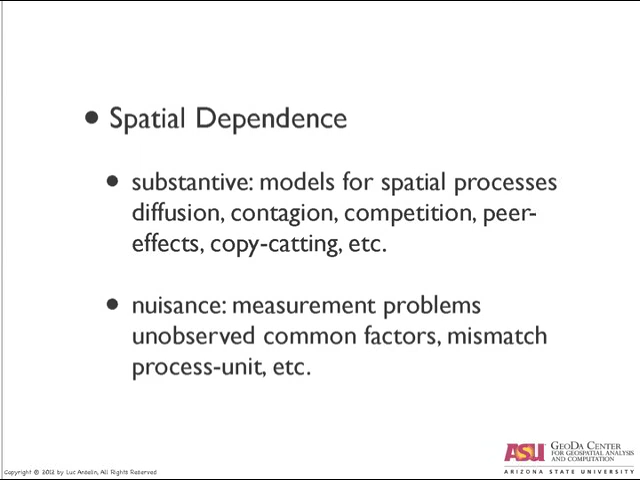 • Spatial Dependence
• substantive: models for spatial processes
diffusion, contagion, competition, peer-
effects, copy-catting, etc.
• nuisance: measurement problems
unobserved common factors, mismatch
process-unit, etc.
Copyright © 2012 by Luc Anselin, All Rights Reserved
ASU GEODA CENTER
FOR GEOSPATIAL ANALYSIS
AND COMPUTATION
ARIZONA STATE UNIVERSITY